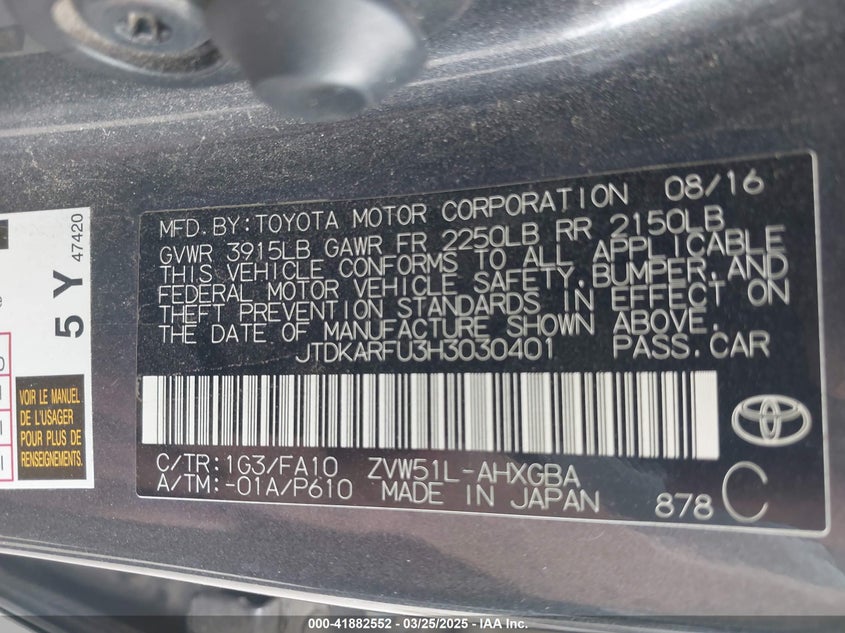 MFD. BY: TOYOTA MOTOR CORPORATION 08/16
GVWR 3915LB GAWR FR 2250LB RR 2150LB
THIS VEHICLE CONFORMS TO ALL APPLICABLE
FEDERAL MOTOR VEHICLE SAFETY, BUMPER, AND
THEFT PREVENTION STANDARDS IN EFFECT ON
THE DATE OF MANUFACTURE SHOWN ABOVE.
JTDKARFU3H3030401 PASS. CAR
C/TR: 1G3/FA10 ZVW51L-AHXGBA
A/TM: -01A/P610 MADE IN JAPAN
878 C
5 Y
47420
VOIR LE MANUEL
DE L'USAGER
POUR PLUS DE
RENSEIGNEMENTS.
000-41882552 - 03/25/2025 - IAA Inc.